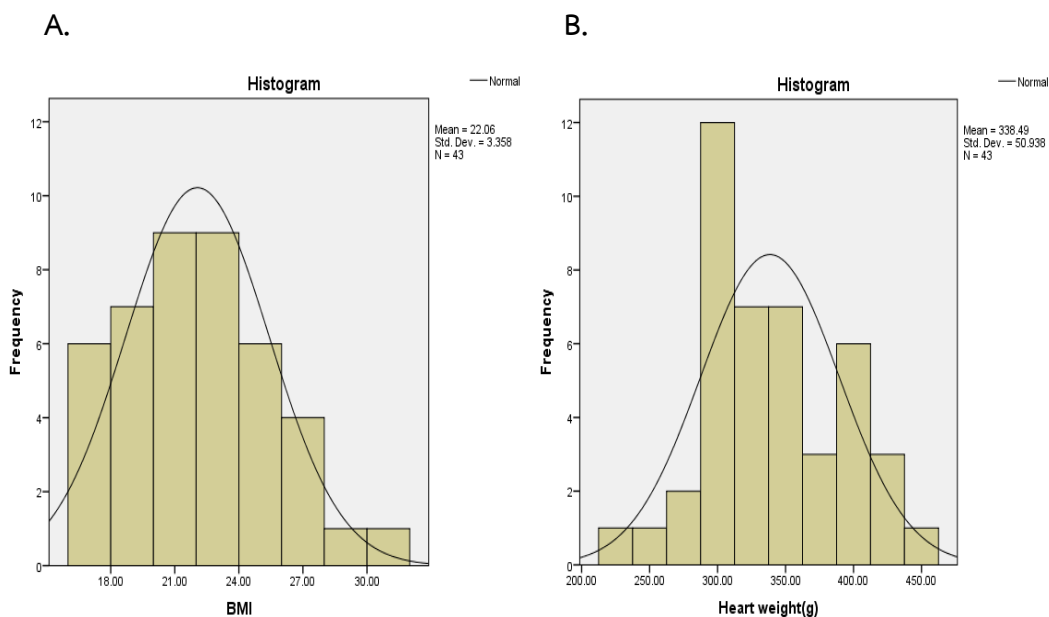 A.
Histogram
Normal
Mean = 22.06
Std. Dev. = 3.358
N = 43
Frequency
12
10
8
6
4
2
0
18.00 21.00 24.00 27.00 30.00
BMI
B.
Histogram
Normal
Mean = 338.49
Std. Dev. = 50.938
N = 43
Frequency
12
10
8
6
4
2
0
200.00 250.00 300.00 350.00 400.00 450.00
Heart weight(g)